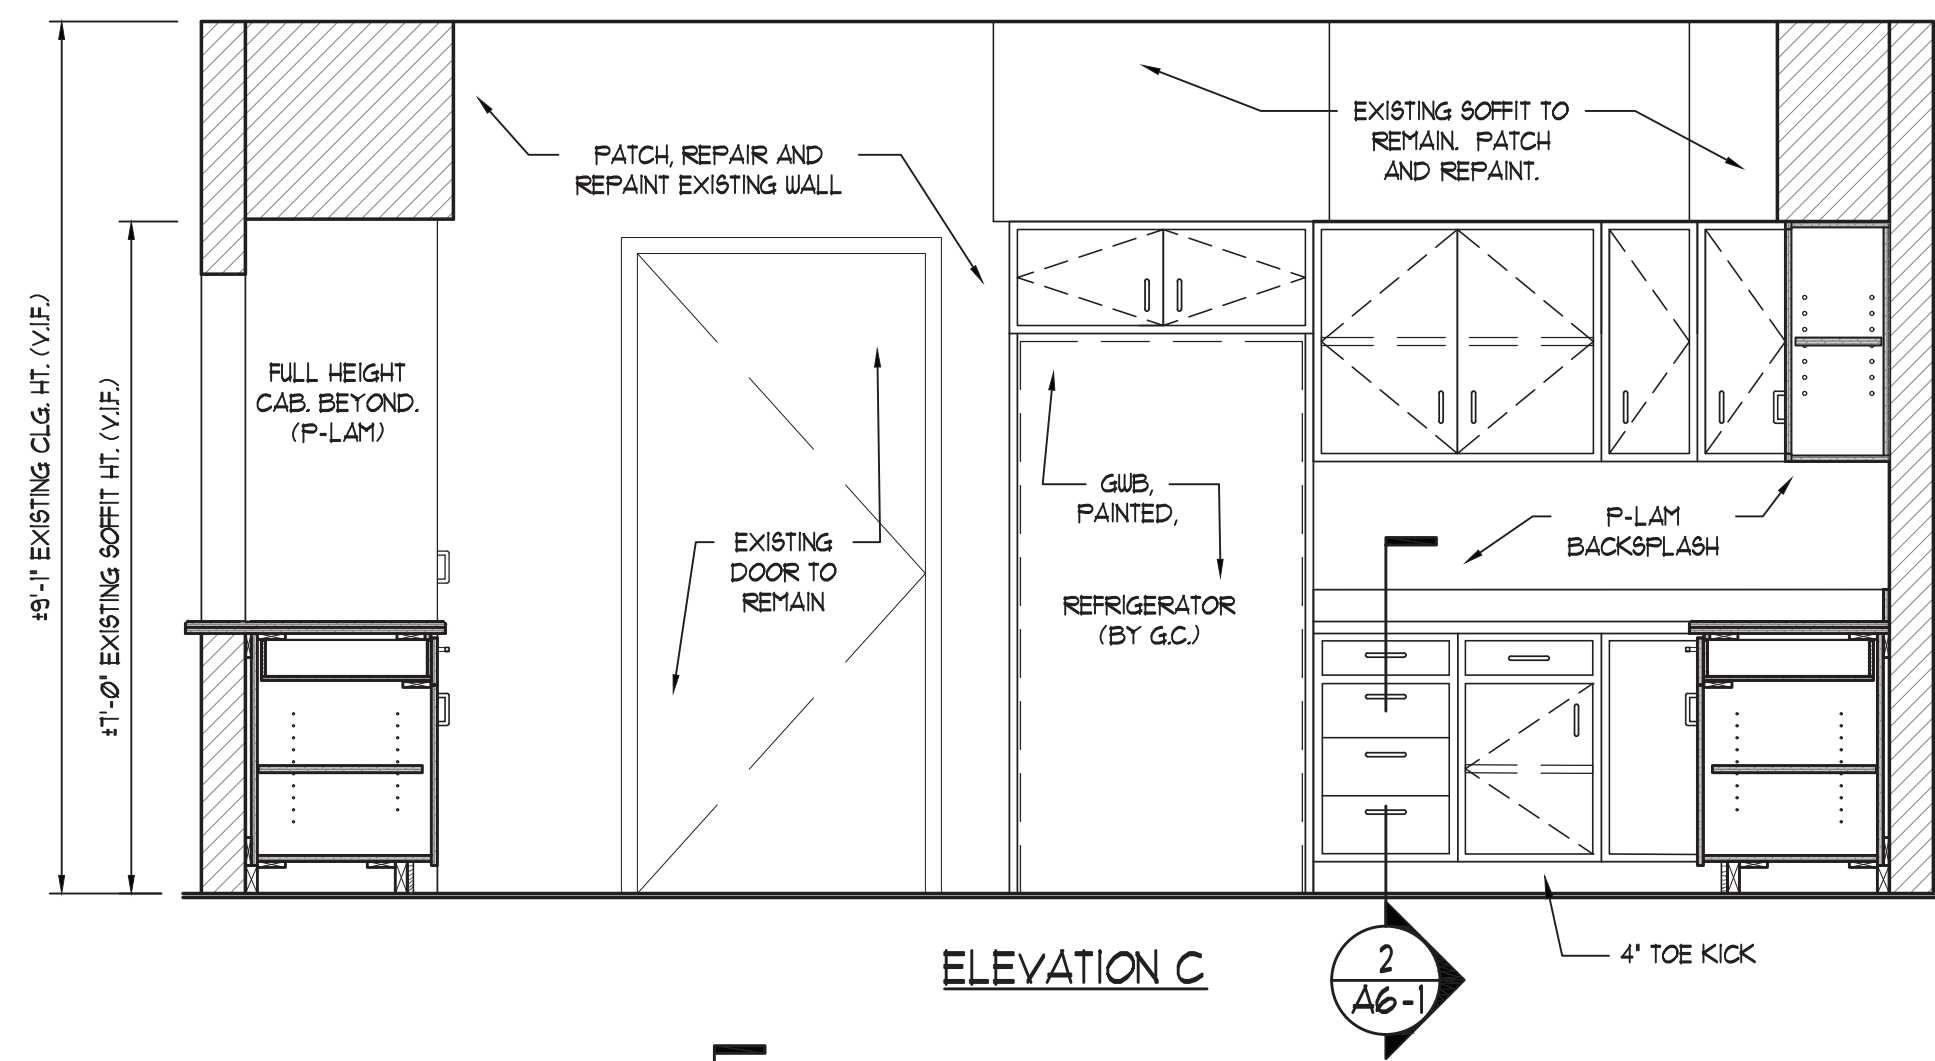 PATCH, REPAIR AND
REPAINT EXISTING WALL
EXISTING SOFFIT TO
REMAIN. PATCH
AND REPAINT.
±9'-1" EXISTING CLG. HT. (V.I.F.)
±7'-0" EXISTING SOFFIT HT. (V.I.F.)
FULL HEIGHT
CAB. BEYOND.
(P-LAM)
EXISTING
DOOR TO
REMAIN
GWB,
PAINTED,
REFRIGERATOR
(BY G.C.)
P-LAM
BACKSPLASH
4" TOE KICK
ELEVATION C
2
A6-1